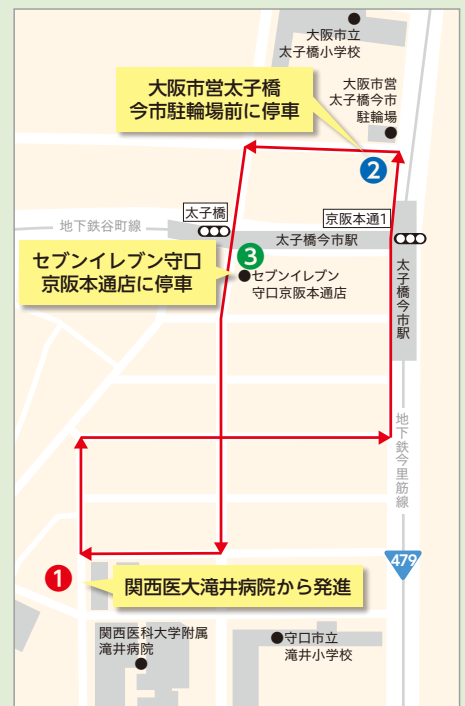 大阪市立
太子橋小学校
大阪市営太子橋
今市駐輪場前に停車
大阪市営
太子橋今市
駐輪場
2
太子橋
京阪本通1
地下鉄谷町線
太子橋今市駅
3
セブンイレブン守口
京阪本通店に停車
セブンイレブン
守口京阪本通店
太子橋今市駅
地下鉄今里筋線
479
1
関西医大滝井病院から発進
関西医科大学附属
滝井病院
守口市立
滝井小学校